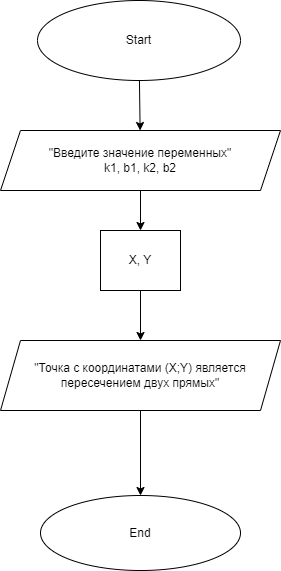 Start
"Введите значение переменных"
k1, b1, k2, b2
X, Y
"Точка с координатами (X;Y) является
пересечением двух прямых"
End